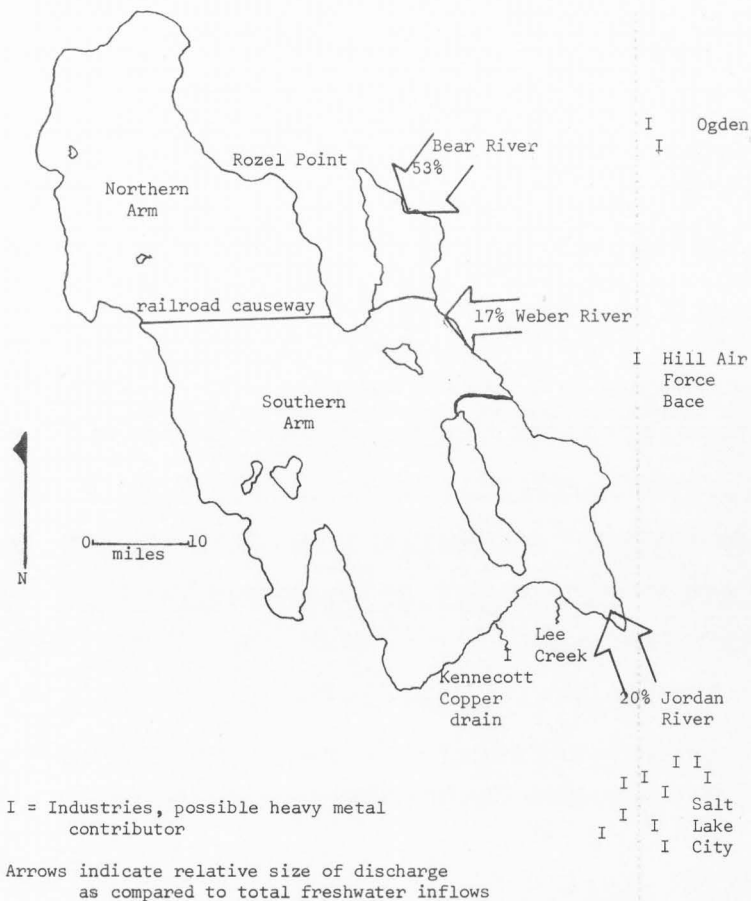 I Ogden
I
Bear River
53%
Rozel Point
Northern
Arm
railroad causeway
17% Weber River
I Hill Air
Force
Bace
Southern
Arm
0 10
miles
N
Lee
Creek
I
Kennecott
Copper
drain
20% Jordan
River
I I
I I I
I
I Salt
I I Lake
I City
I = Industries, possible heavy metal
contributor
Arrows indicate relative size of discharge
as compared to total freshwater inflows